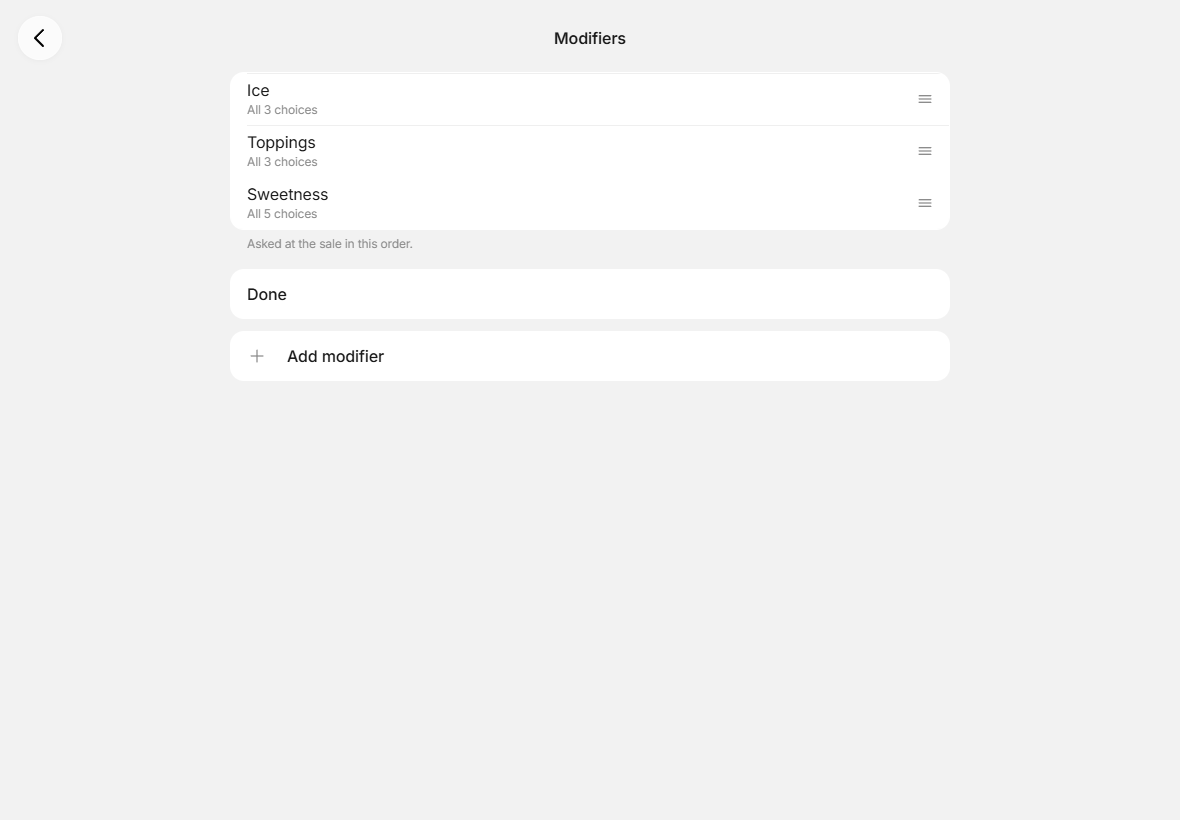 Modifiers
Ice
All 3 choices
Toppings
All 3 choices
Sweetness
All 5 choices
Asked at the sale in this order.
Done
Add modifier